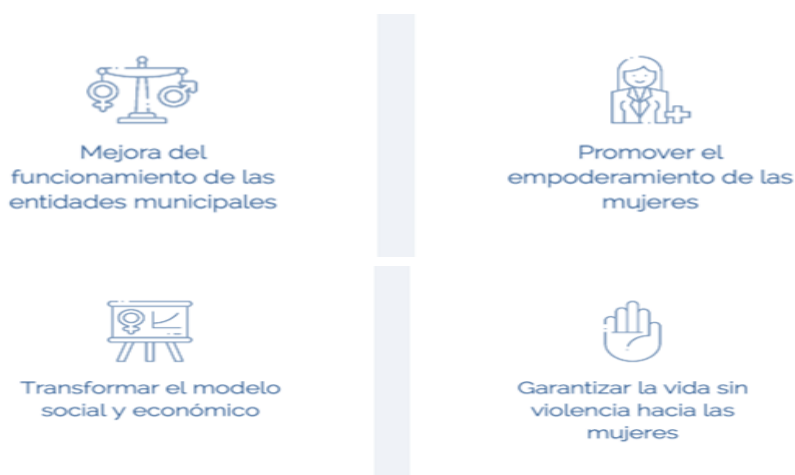 Mejora del
funcionamiento de las
entidades municipales
Promover el
empoderamiento de las
mujeres
Transformar el modelo
social y económico
Garantizar la vida sin
violencia hacia las
mujeres